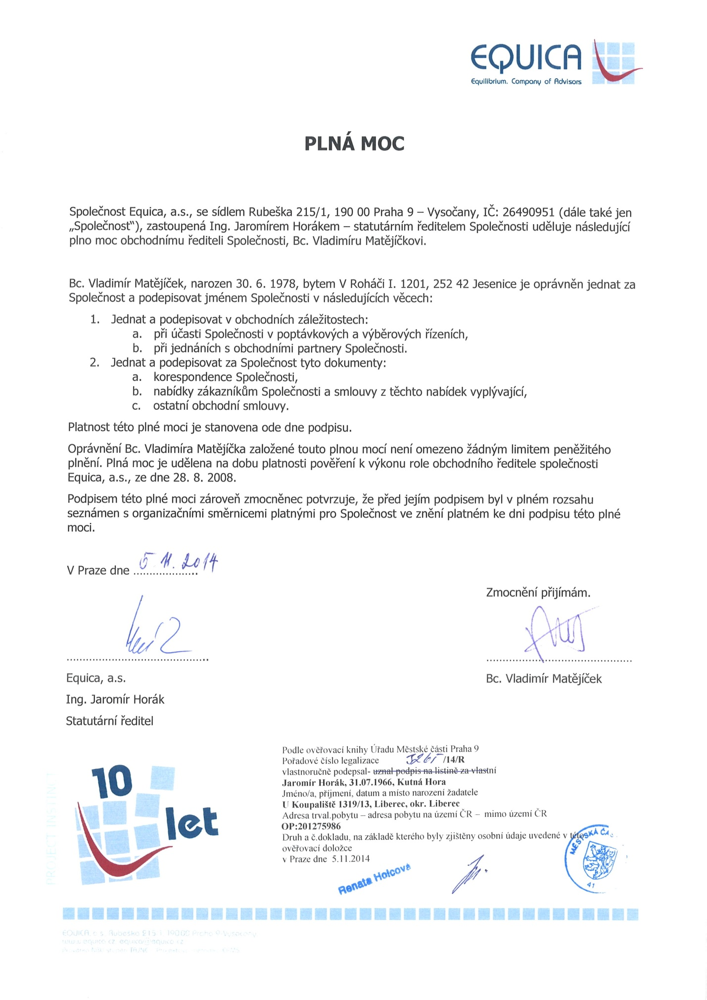 EQUICA
Equilibrium. Company of Advisors
PLNÁ MOC
Společnost Equica, a.s., se sídlem Rubeška 215/1, 190 00 Praha 9 – Vysočany, IČ: 26490951 (dále také jen
„Společnost“), zastoupená Ing. Jaromírem Horákem – statutárním ředitelem Společnosti uděluje následující
plno moc obchodnímu řediteli Společnosti, Bc. Vladimíru Matějíčkovi.
Bc. Vladimír Matějíček, narozen 30. 6. 1978, bytem V Roháči I. 1201, 252 42 Jesenice je oprávněn jednat za
Společnost a podepisovat jménem Společnosti v následujících věcech:
1. Jednat a podepisovat v obchodních záležitostech:
a. při účasti Společnosti v poptávkových a výběrových řízeních,
b. při jednáních s obchodními partnery Společnosti.
2. Jednat a podepisovat za Společnost tyto dokumenty:
a. korespondence Společnosti,
b. nabídky zákazníkům Společnosti a smlouvy z těchto nabídek vyplývající,
c. ostatní obchodní smlouvy.
Platnost této plné moci je stanovena ode dne podpisu.
Oprávnění Bc. Vladimíra Matějíčka založené touto plnou mocí není omezeno žádným limitem peněžitého
plnění. Plná moc je udělena na dobu platnosti pověření k výkonu role obchodního ředitele společnosti
Equica, a.s., ze dne 28. 8. 2008.
Podpisem této plné moci zároveň zmocněnec potvrzuje, že před jejím podpisem byl v plném rozsahu
seznámen s organizačními směrnicemi platnými pro Společnost ve znění platném ke dni podpisu této plné
moci.
V Praze dne 5. 11. 2014
Zmocnění přijímám.
Equica, a.s.
Bc. Vladimír Matějíček
Ing. Jaromír Horák
Statutární ředitel
Podle ověřovací knihy Úřadu Městské části Praha 9
Pořadové číslo legalizace /14/R
vlastnoručně podepsal- uznal podpis na listině za vlastní
Jaromír Horák, 31.07.1966, Kutná Hora
Jméno/a, příjmení, datum a místo narození žadatele
U Koupaliště 1319/13, Liberec, okr. Liberec
Adresa trval.pobytu – adresa pobytu na území ČR – mimo území ČR
OP:201275986
Druh a č.dokladu, na základě kterého byly zjištěny osobní údaje uvedené v této
ověřovací doložce
v Praze dne 5.11.2014
Renata Holcová
MĚSTSKÁ
41
10
let
PROJECT INSTINCT
EQUICA, a.s. Rubeška 215/1, 190 00 Praha 9-Vysočany
www.equica.cz, equica@equica.cz